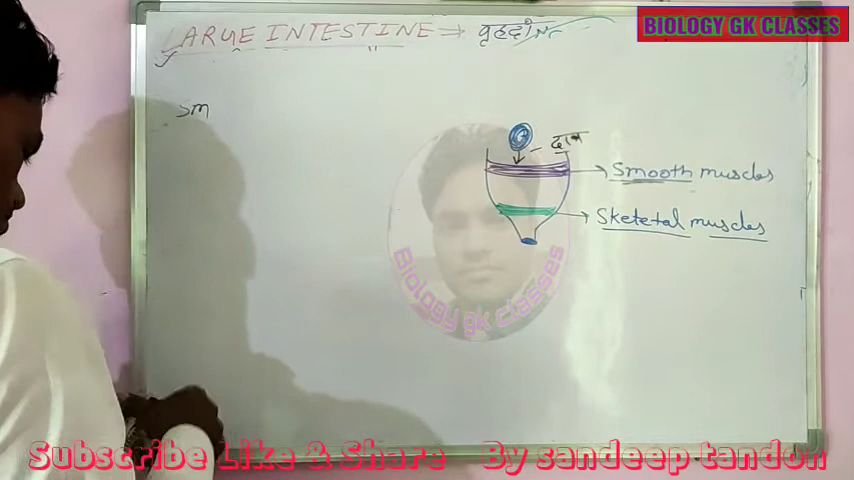 BIOLOGY GK CLASSES
LARGE INTESTINE ⇒
Sm
Smooth muscles
Sketetal muscles
Biology gk classes
Subscribe Like & Share By sandeep tandon